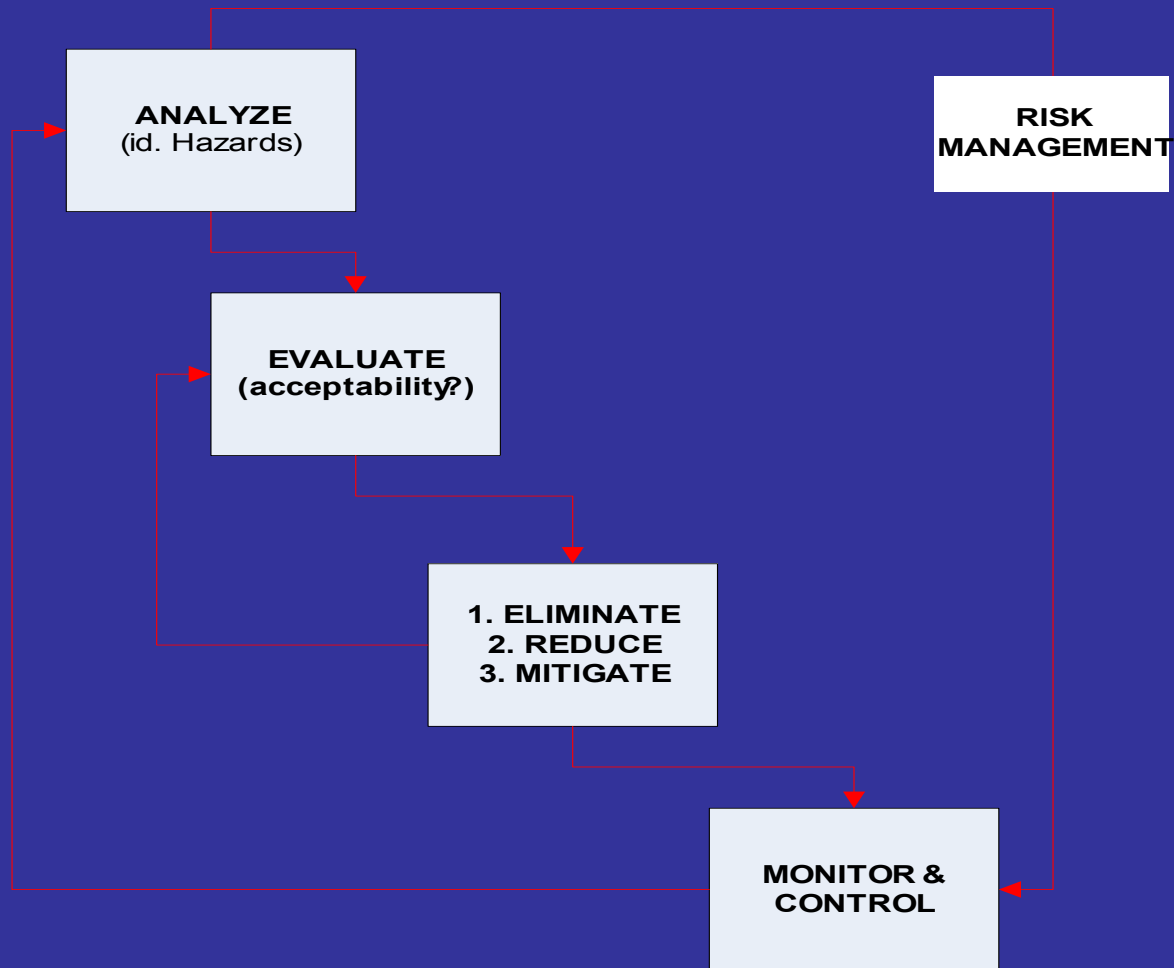 ANALYZE
(id. Hazards)
RISK
MANAGEMENT
EVALUATE
(acceptability?)
1. ELIMINATE
2. REDUCE
3. MITIGATE
MONITOR &
CONTROL